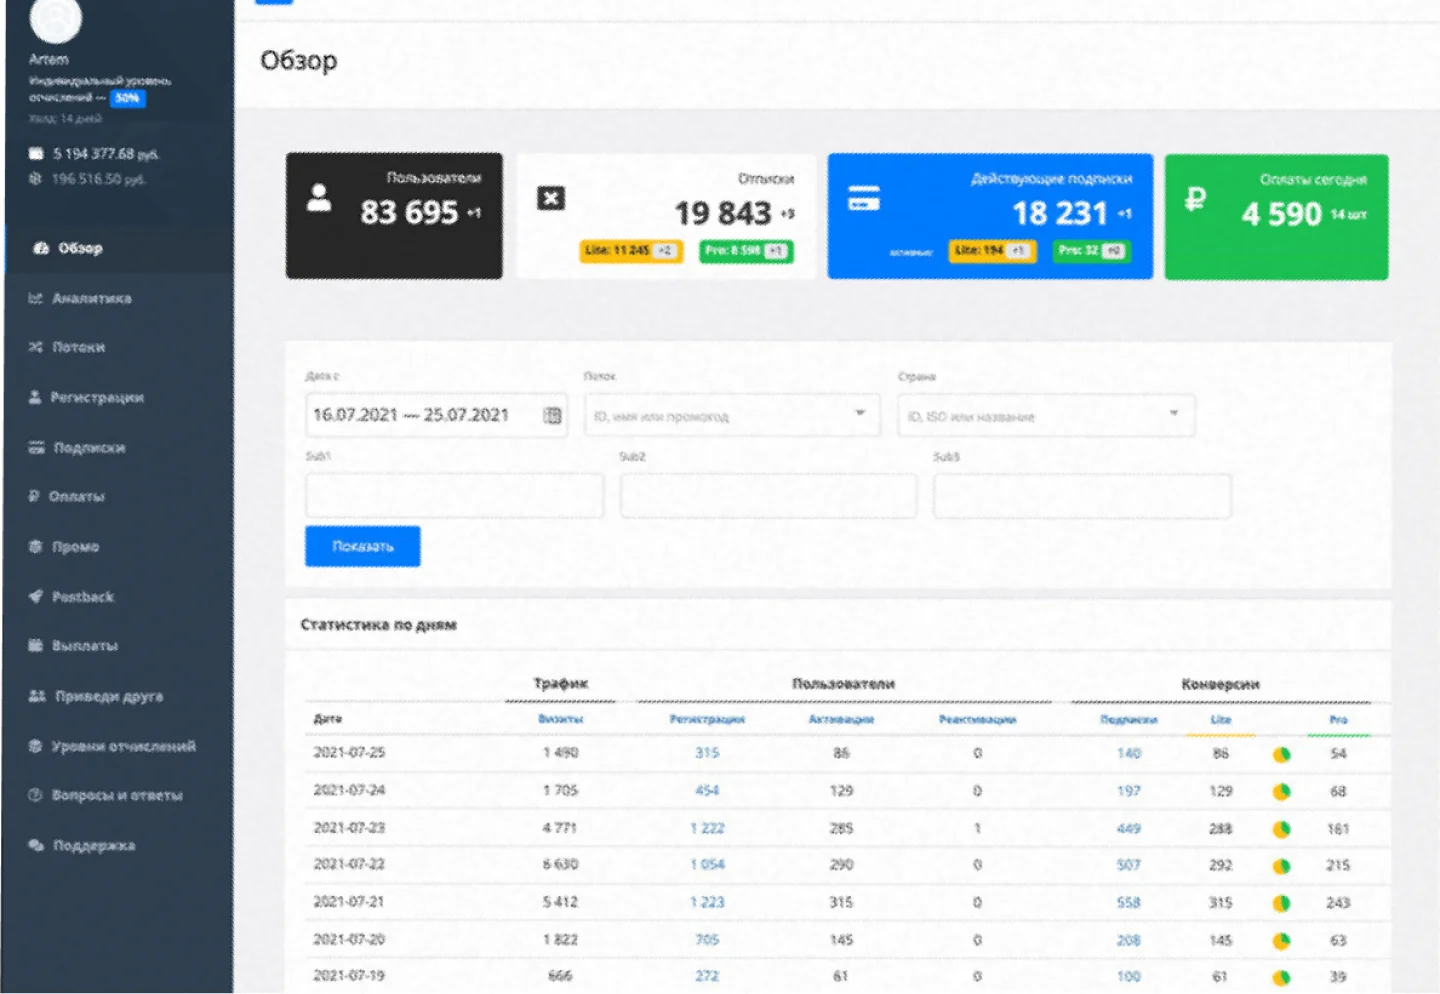 Artem
Индивидуальный уровень
отчислений — 50%
Холд: 14 дней
5 194 377.68 руб.
196 516.50 руб.
Обзор
Аналитика
Потоки
Регистрации
Подписки
Оплаты
Промо
Postback
Выплаты
Приведи друга
Уровни отчислений
Вопросы и ответы
Поддержка
Обзор
Пользователи
83 695 +1
Отписки
19 843 +3
Lite: 11 245 +2
Pro: 8 598 +1
Действующие подписки
18 231 +1
активные:
Lite: 194 +1
Pro: 32 +0
Оплаты сегодня
4 590 14 шт
Дата с
Поток
Страна
16.07.2021 — 25.07.2021
ID, имя или промокод
ID, ISO или название
Sub1
Sub2
Sub3
Показать
Статистика по дням
Трафик Пользователи Конверсии
Дата Визиты Регистрации Активации Реактивации Подписки Lite Pro
2021-07-25 1 490 315 86 0 140 86 54
2021-07-24 1 705 454 129 0 197 129 68
2021-07-23 4 771 1 222 285 1 449 288 161
2021-07-22 6 630 1 054 290 0 507 292 215
2021-07-21 5 412 1 223 315 0 558 315 243
2021-07-20 1 822 705 145 0 208 145 63
2021-07-19 666 272 61 0 100 61 39